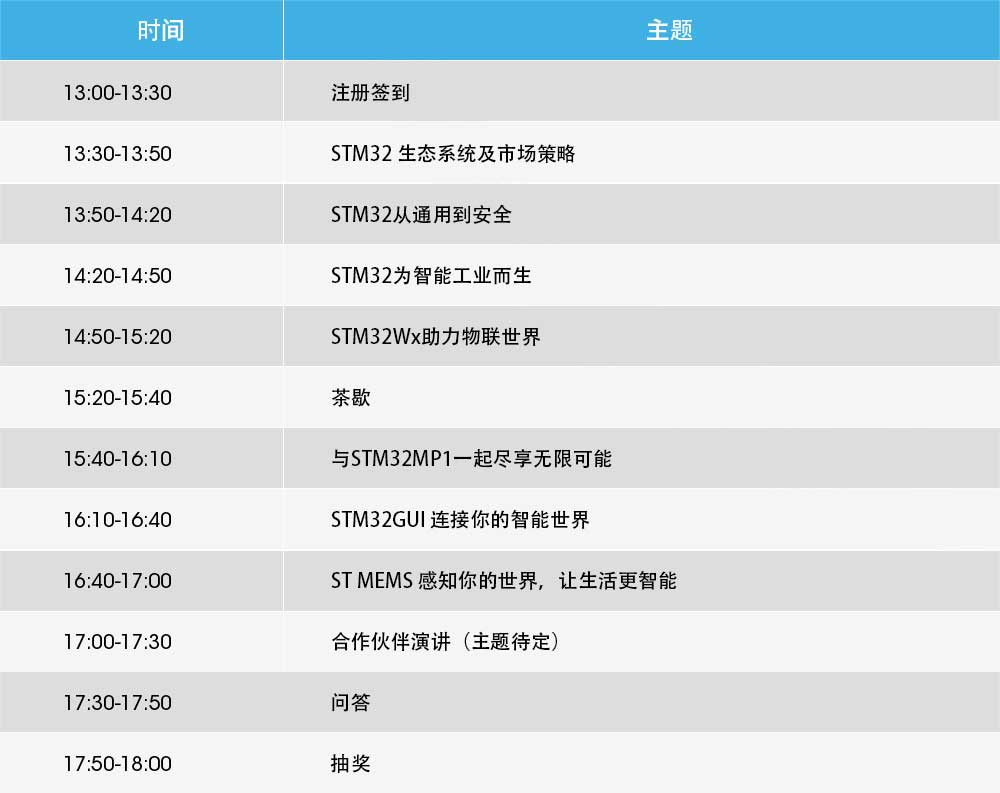 时间 主题
13:00-13:30 注册签到
13:30-13:50 STM32 生态系统及市场策略
13:50-14:20 STM32从通用到安全
14:20-14:50 STM32为智能工业而生
14:50-15:20 STM32Wx助力物联世界
15:20-15:40 茶歇
15:40-16:10 与STM32MP1一起尽享无限可能
16:10-16:40 STM32GUI 连接你的智能世界
16:40-17:00 ST MEMS 感知你的世界，让生活更智能
17:00-17:30 合作伙伴演讲（主题待定）
17:30-17:50 问答
17:50-18:00 抽奖